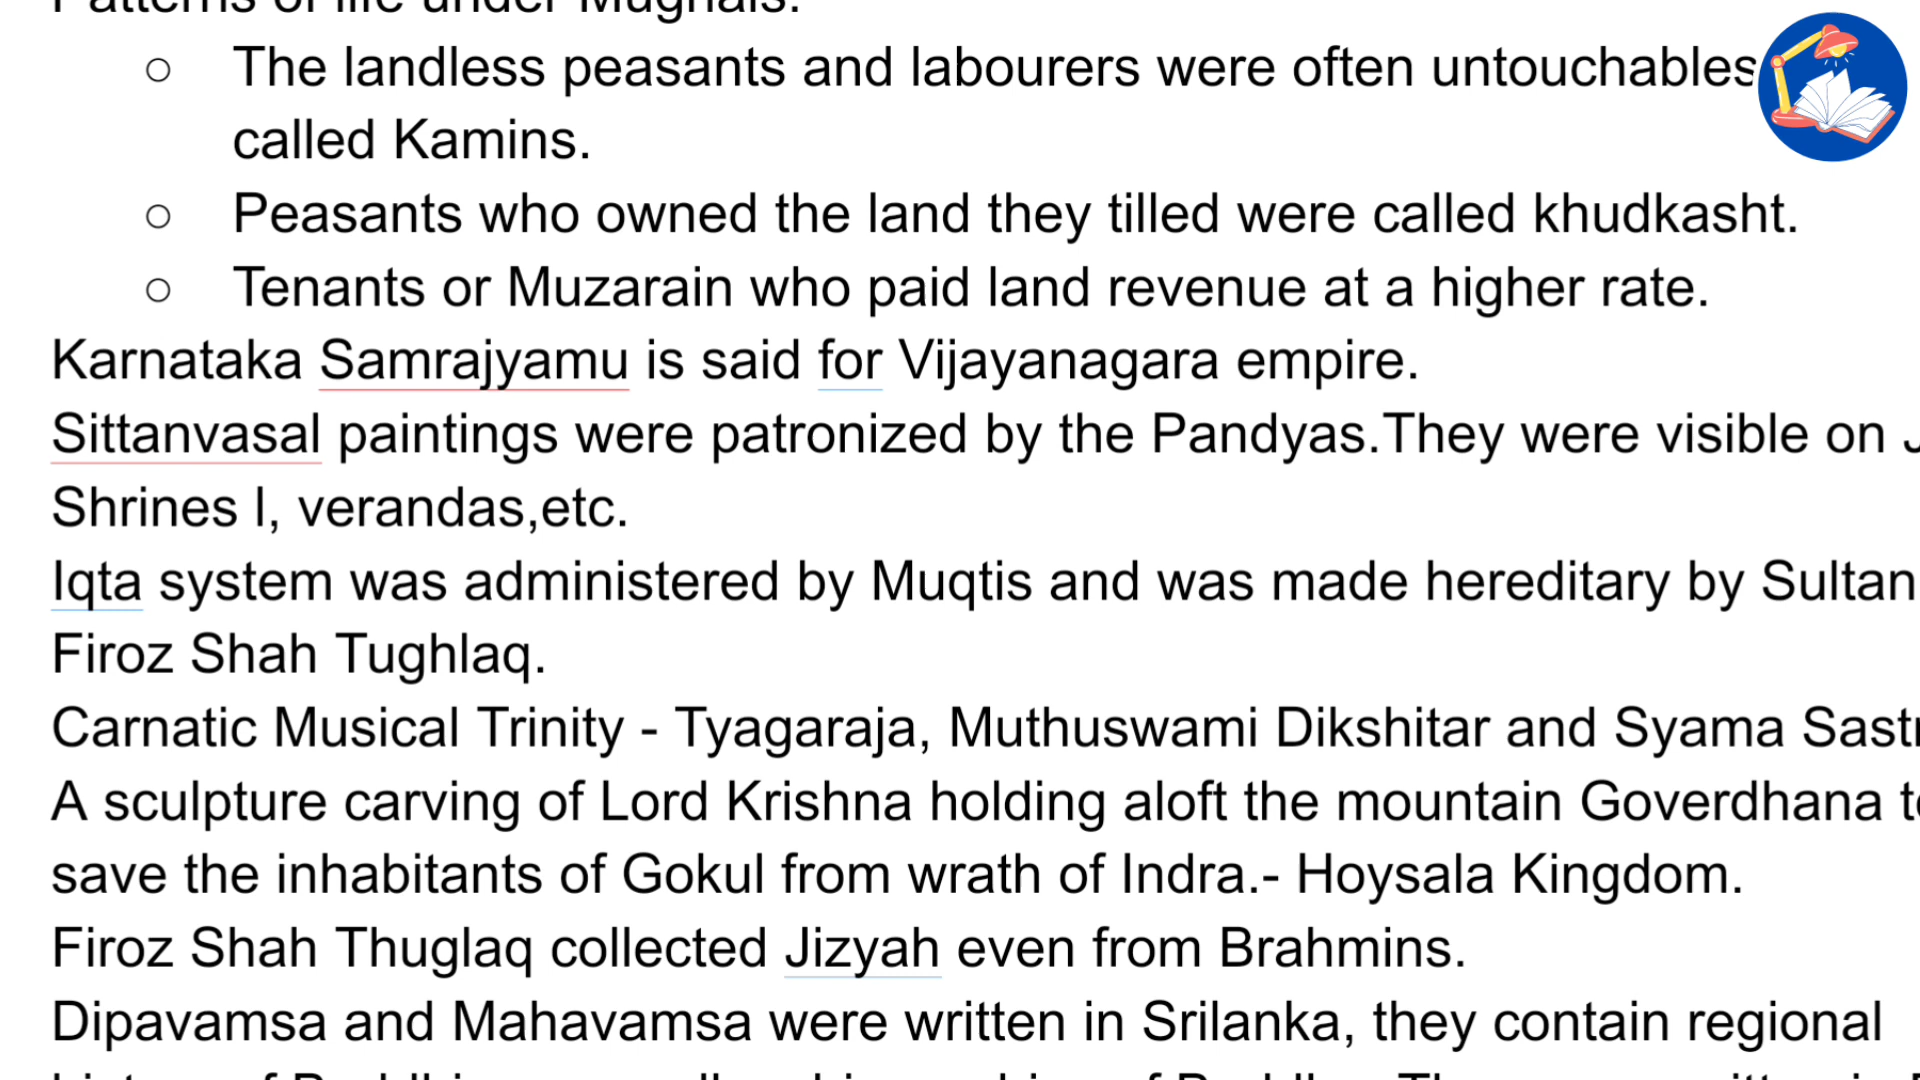 Patterns of life under Mughals:
○ The landless peasants and labourers were often untouchables
called Kamins.
○ Peasants who owned the land they tilled were called khudkasht.
○ Tenants or Muzarain who paid land revenue at a higher rate.
Karnataka Samrajyamu is said for Vijayanagara empire.
Sittanvasal paintings were patronized by the Pandyas.They were visible on
Shrines l, verandas,etc.
Iqta system was administered by Muqtis and was made hereditary by Sultan
Firoz Shah Tughlaq.
Carnatic Musical Trinity - Tyagaraja, Muthuswami Dikshitar and Syama
A sculpture carving of Lord Krishna holding aloft the mountain Goverdhana
save the inhabitants of Gokul from wrath of Indra.- Hoysala Kingdom.
Firoz Shah Thuglaq collected Jizyah even from Brahmins.
Dipavamsa and Mahavamsa were written in Srilanka, they contain regional